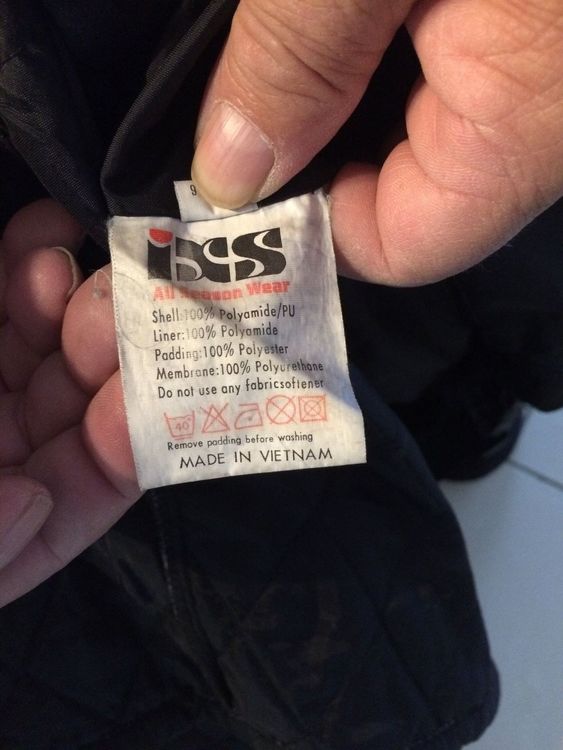 9
iXS
All Season Wear
Shell:100% Polyamide/PU
Liner:100% Polyamide
Padding:100% Polyester
Membrane:100% Polyurethane
Do not use any fabricsoftener
40°
Remove padding before washing
MADE IN VIETNAM